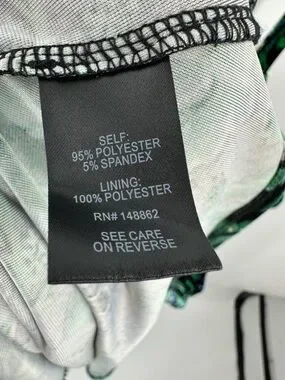 SELF:
95% POLYESTER
5% SPANDEX
LINING:
100% POLYESTER
RN# 148862
SEE CARE
ON REVERSE